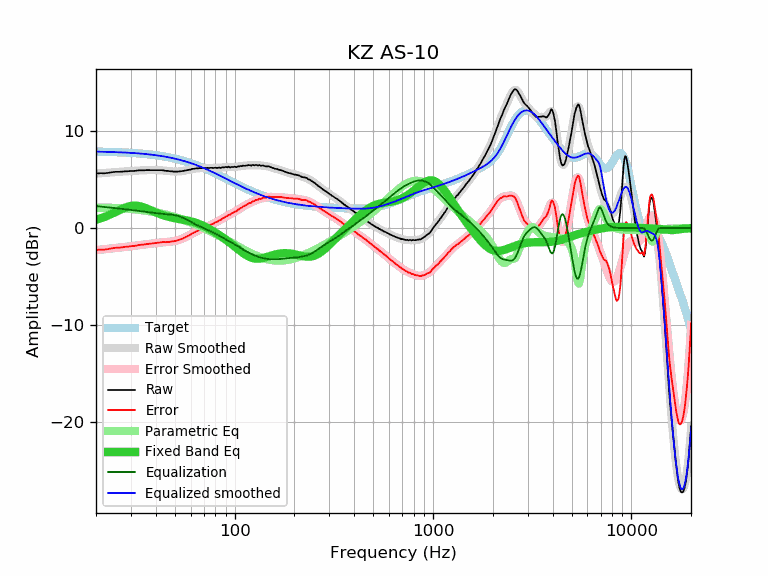 KZ AS-10
Amplitude (dBr)
10
0
−10
−20
Target
Raw Smoothed
Error Smoothed
Raw
Error
Parametric Eq
Fixed Band Eq
Equalization
Equalized smoothed
100 1000 10000
Frequency (Hz)